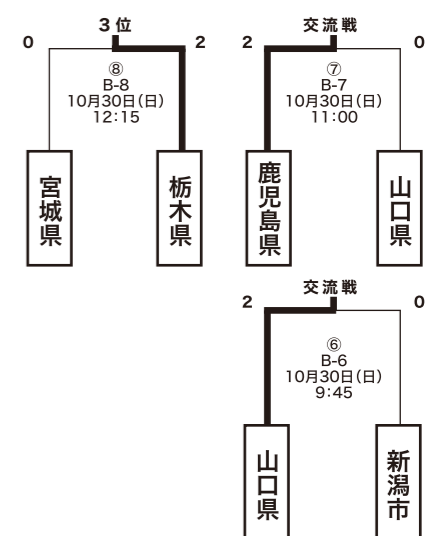 3位
0 2
⑧
B-8
10月30日(日)
12:15
宮城県
栃木県
交流戦
2 0
⑦
B-7
10月30日(日)
11:00
鹿児島県
山口県
交流戦
2 0
⑥
B-6
10月30日(日)
9:45
山口県
新潟市